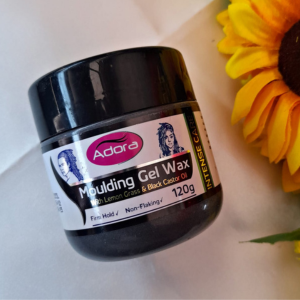 Adora
Moulding Gel Wax
With Lemon Grass & Black Castor Oil
120g
Firm Hold ✓ Non-Flaking ✓
INTENSE